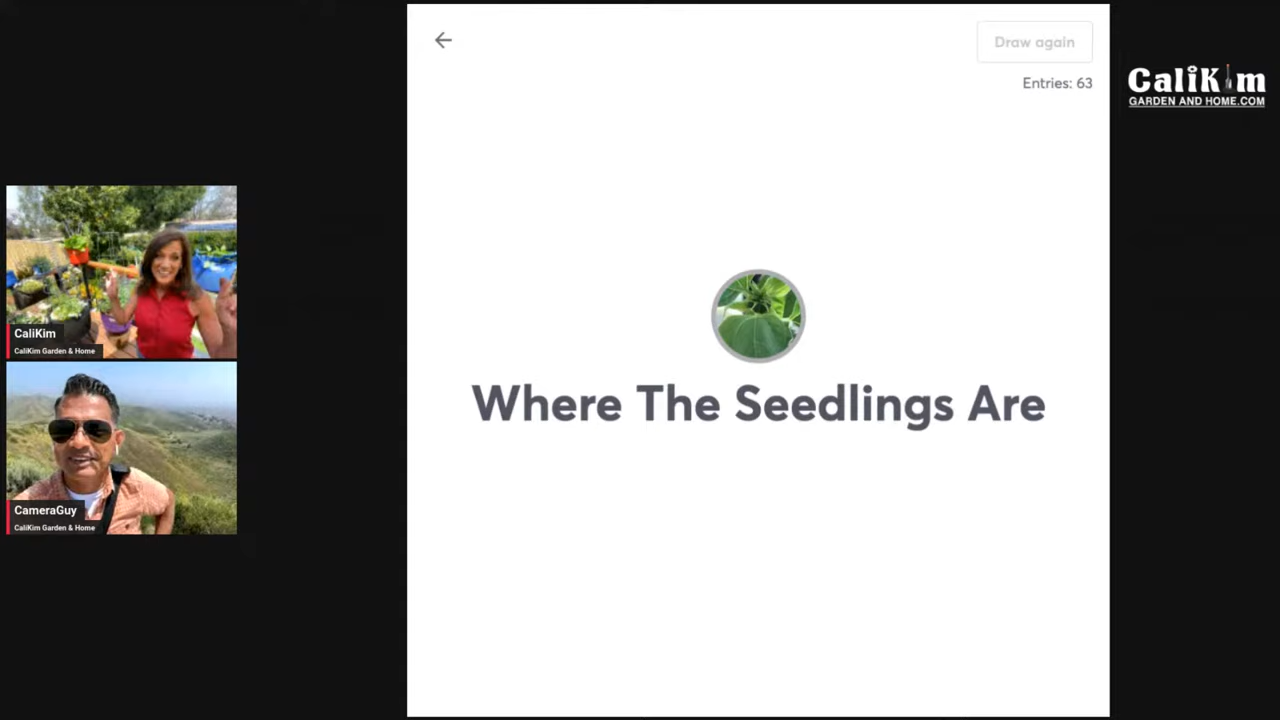 Draw again
Entries: 63
CaliKim
GARDEN AND HOME.COM
CaliKim
CaliKim Garden & Home
Where The Seedlings Are
CameraGuy
CaliKim Garden & Home